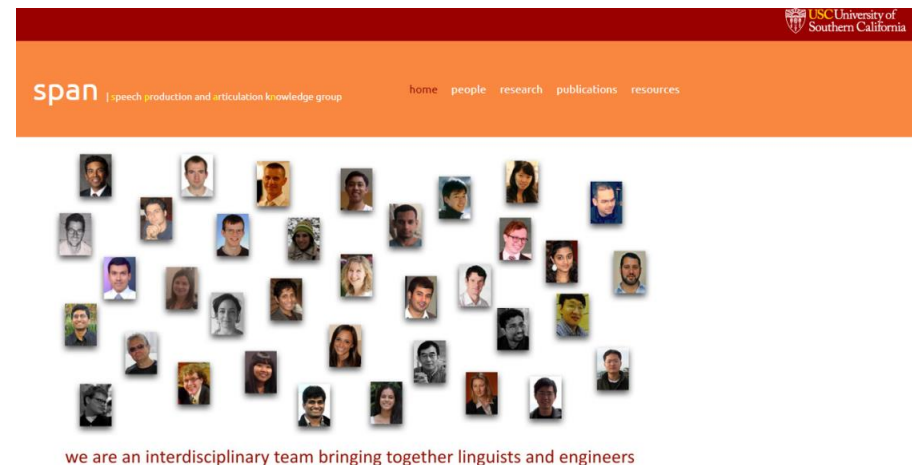 USC University of
Southern California
span | speech production and articulation knowledge group
home people research publications resources
we are an interdisciplinary team bringing together linguists and engineers